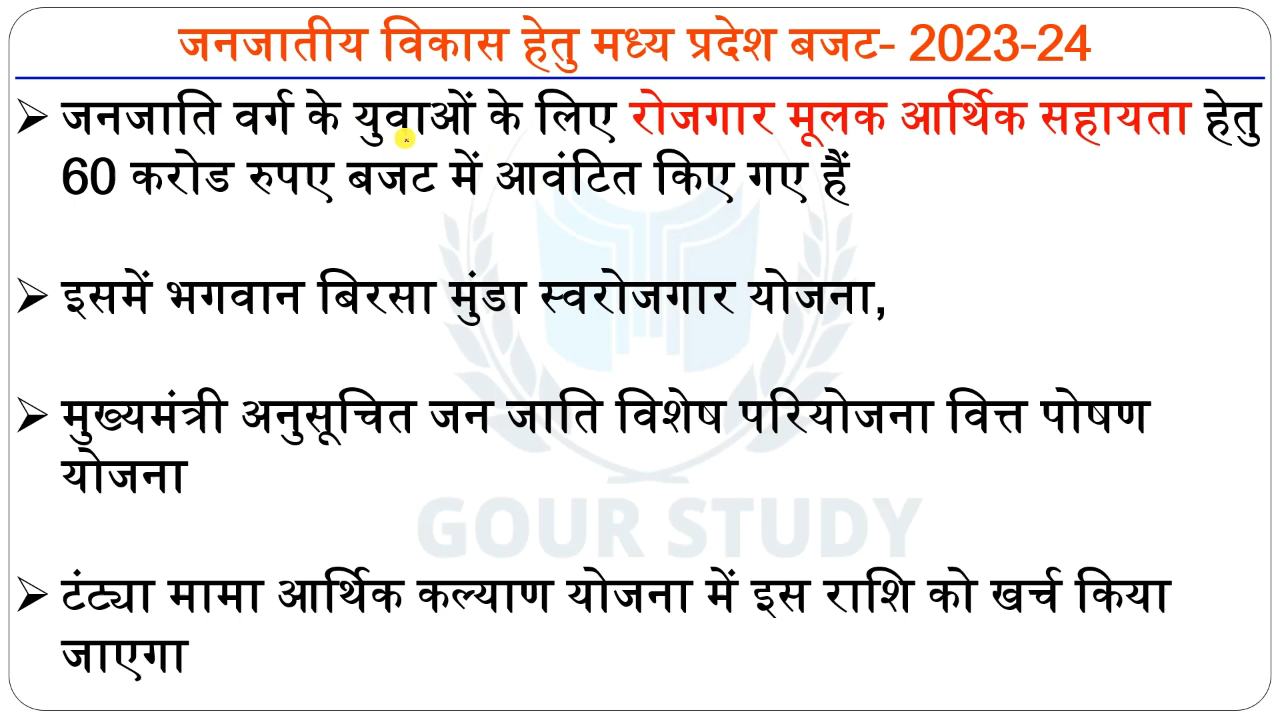 जनजातीय विकास हेतु मध्य प्रदेश बजट- 2023-24
➢ जनजाति वर्ग के युवाओं के लिए रोजगार मूलक आर्थिक सहायता हेतु
60 करोड रुपए बजट में आवंटित किए गए हैं
➢ इसमें भगवान बिरसा मुंडा स्वरोजगार योजना,
➢ मुख्यमंत्री अनुसूचित जन जाति विशेष परियोजना वित्त पोषण
योजना
GOUR STUDY
➢ टंट्या मामा आर्थिक कल्याण योजना में इस राशि को खर्च किया
जाएगा